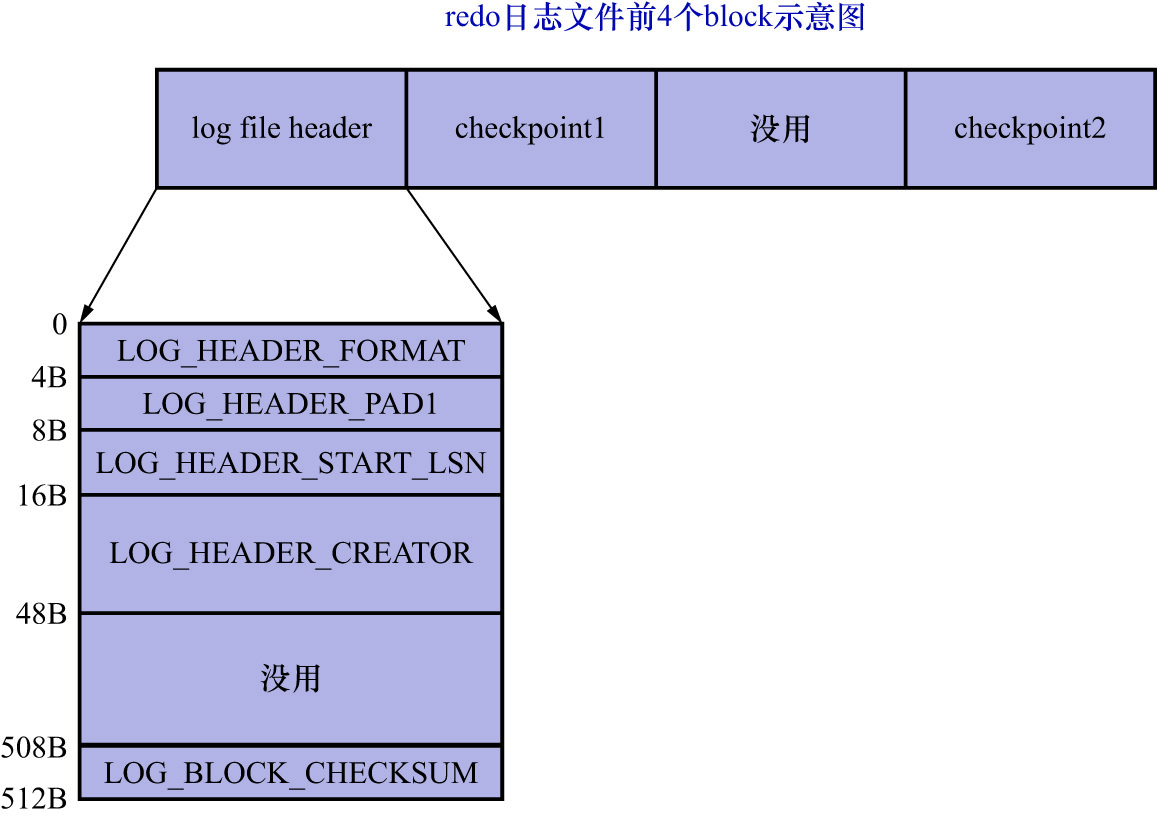 redo日志文件前4个block示意图
log file header
checkpoint1
没用
checkpoint2
0
LOG_HEADER_FORMAT
4B
LOG_HEADER_PAD1
8B
LOG_HEADER_START_LSN
16B
LOG_HEADER_CREATOR
48B
没用
508B
LOG_BLOCK_CHECKSUM
512B